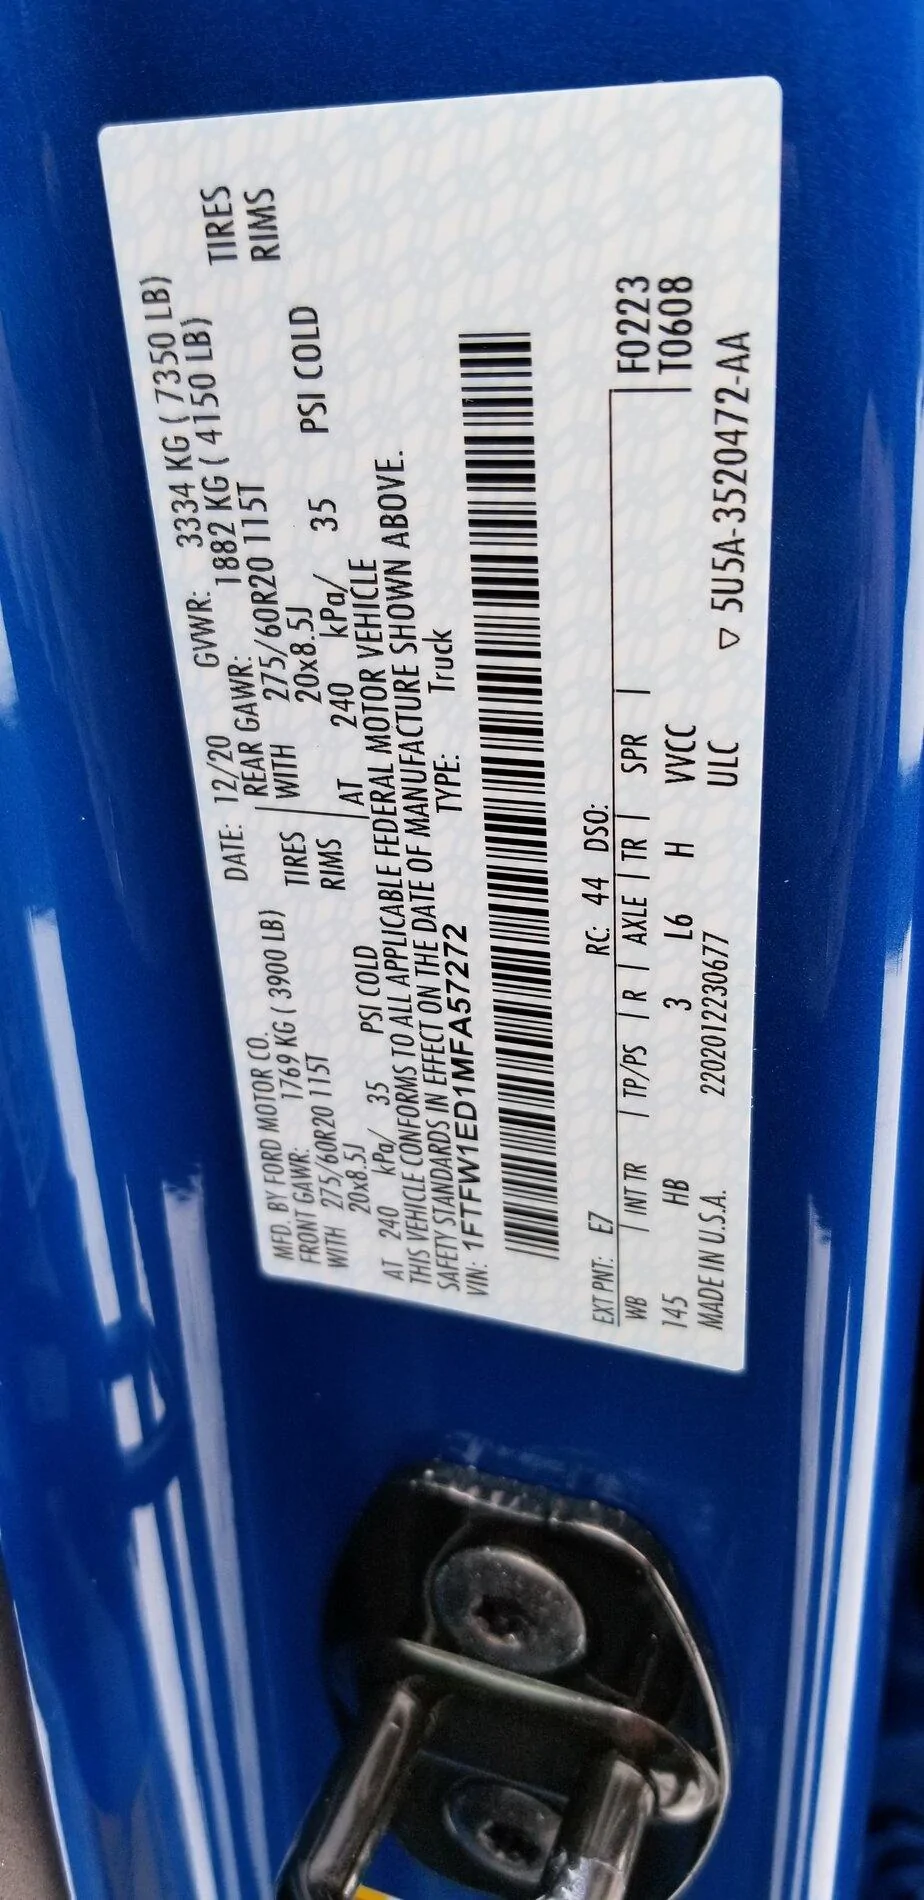 MFD. BY FORD MOTOR CO. DATE: 12/20 GVWR: 3334 KG ( 7350 LB)
FRONT GAWR: 1769 KG ( 3900 LB) REAR GAWR: 1882 KG ( 4150 LB)
WITH 275/60R20 115T TIRES WITH 275/60R20 115T TIRES
20x8.5J RIMS 20x8.5J RIMS
AT 240 kPa/ 35 PSI COLD AT 240 kPa/ 35 PSI COLD
THIS VEHICLE CONFORMS TO ALL APPLICABLE FEDERAL MOTOR VEHICLE
SAFETY STANDARDS IN EFFECT ON THE DATE OF MANUFACTURE SHOWN ABOVE.
VIN: 1FTFW1ED1MFA57272 TYPE: Truck
EXT PNT: E7 RC: 44 DSO: F0223
WB INT TR TP/PS R AXLE TR SPR T0608
145 HB 3 L6 H VVCC
MADE IN U.S.A. 2202012230677 ULC ▽ 5U5A-3520472-AA